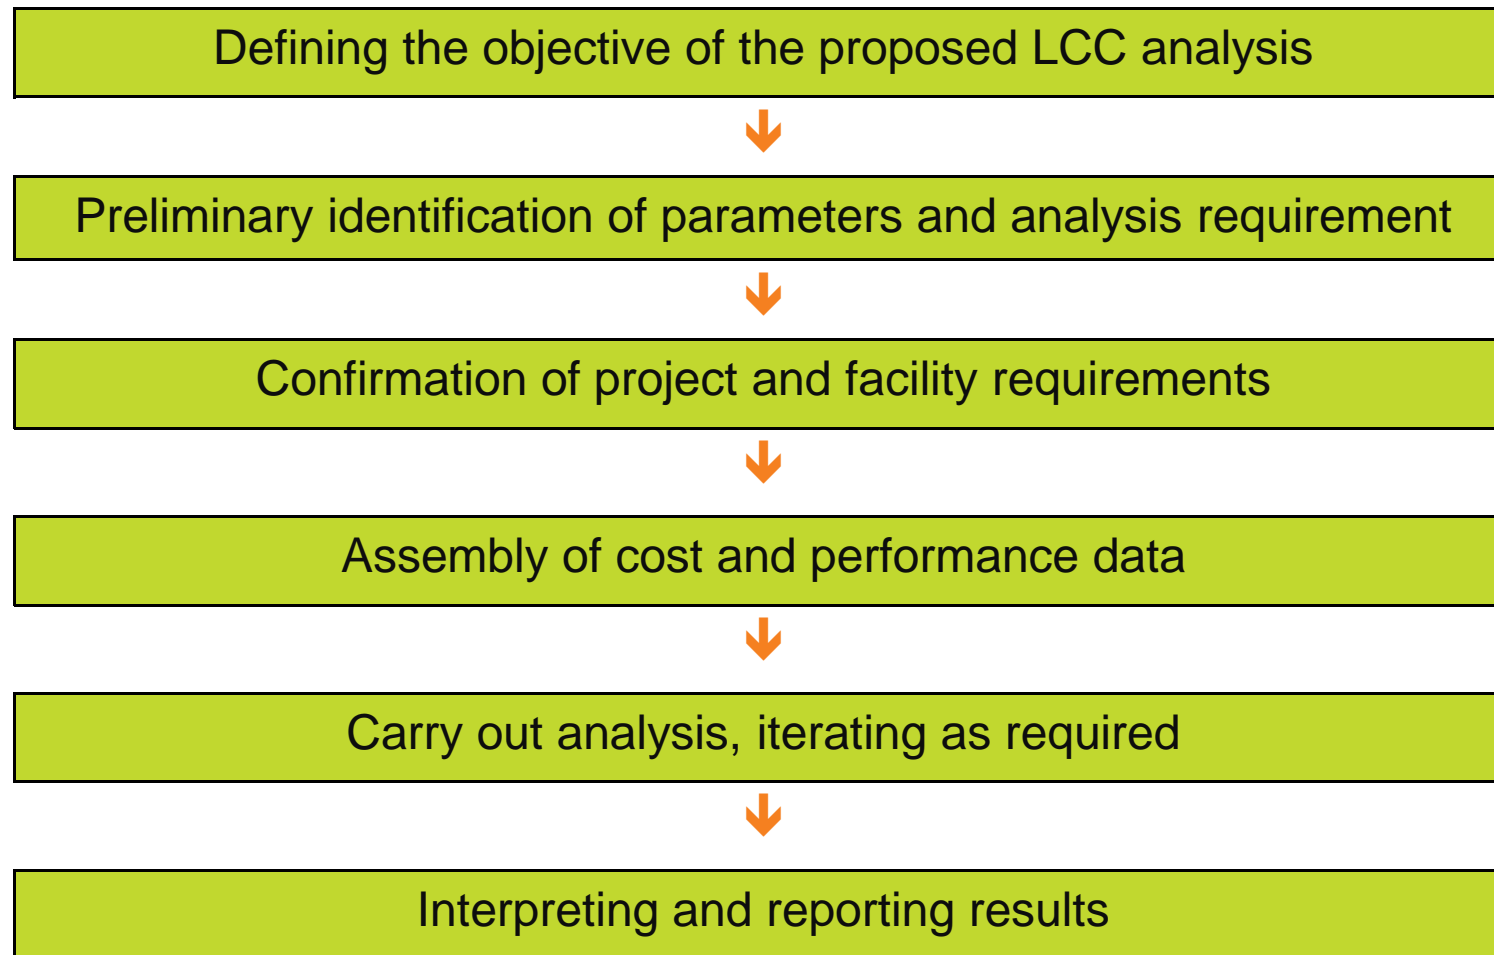 Defining the objective of the proposed LCC analysis
Preliminary identification of parameters and analysis requirement
Confirmation of project and facility requirements
Assembly of cost and performance data
Carry out analysis, iterating as required
Interpreting and reporting results